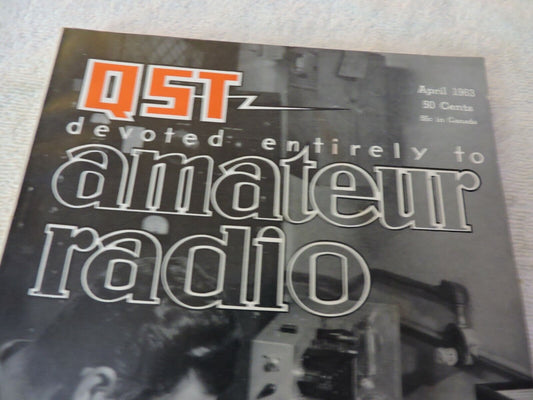 QST
April 1963
50 Cents
55c in Canada
devoted entirely to
amateur
radio